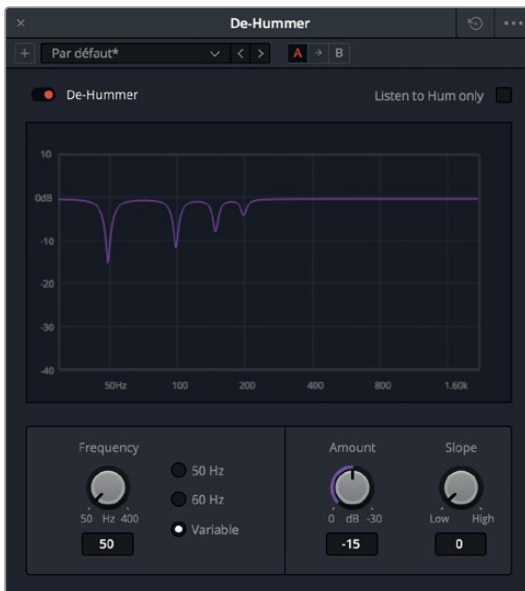 De-Hummer
Par défaut*
A B
De-Hummer
Listen to Hum only
10
0dB
-10
-20
-30
-40
50Hz 100 200 400 800 1.60k
Frequency
50 Hz 400
50
50 Hz
60 Hz
Variable
Amount
0 dB -30
-15
Slope
Low High
0